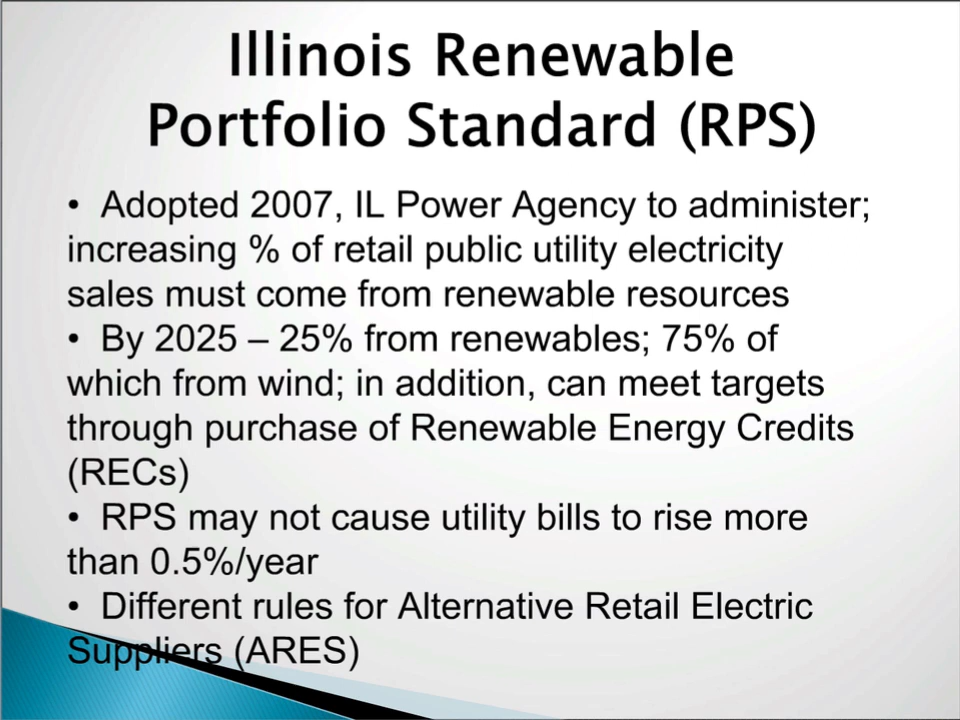 Illinois Renewable
Portfolio Standard (RPS)
• Adopted 2007, IL Power Agency to administer;
increasing % of retail public utility electricity
sales must come from renewable resources
• By 2025 – 25% from renewables; 75% of
which from wind; in addition, can meet targets
through purchase of Renewable Energy Credits
(RECs)
• RPS may not cause utility bills to rise more
than 0.5%/year
• Different rules for Alternative Retail Electric
Suppliers (ARES)